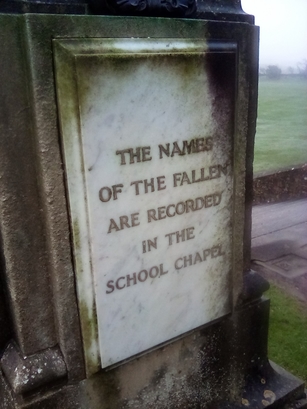 THE NAMES
OF THE FALLEN
ARE RECORDED
IN THE
SCHOOL CHAPEL